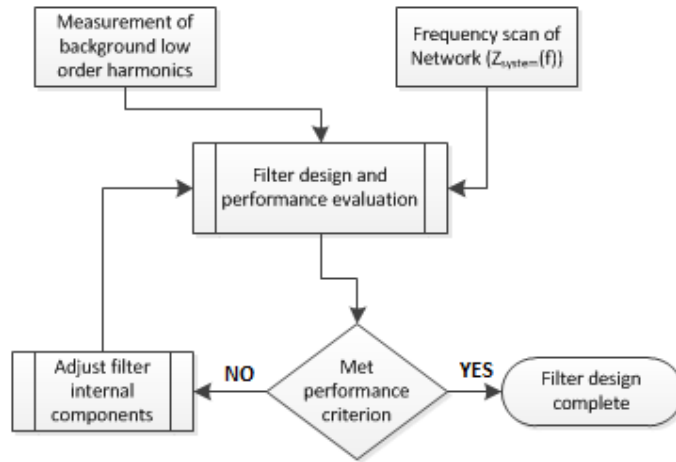 Measurement of
background low
order harmonics
Frequency scan of
Network (Zsystem(f))
Filter design and
performance evaluation
Adjust filter
internal
components
NO
Met
performance
criterion
YES
Filter design
complete